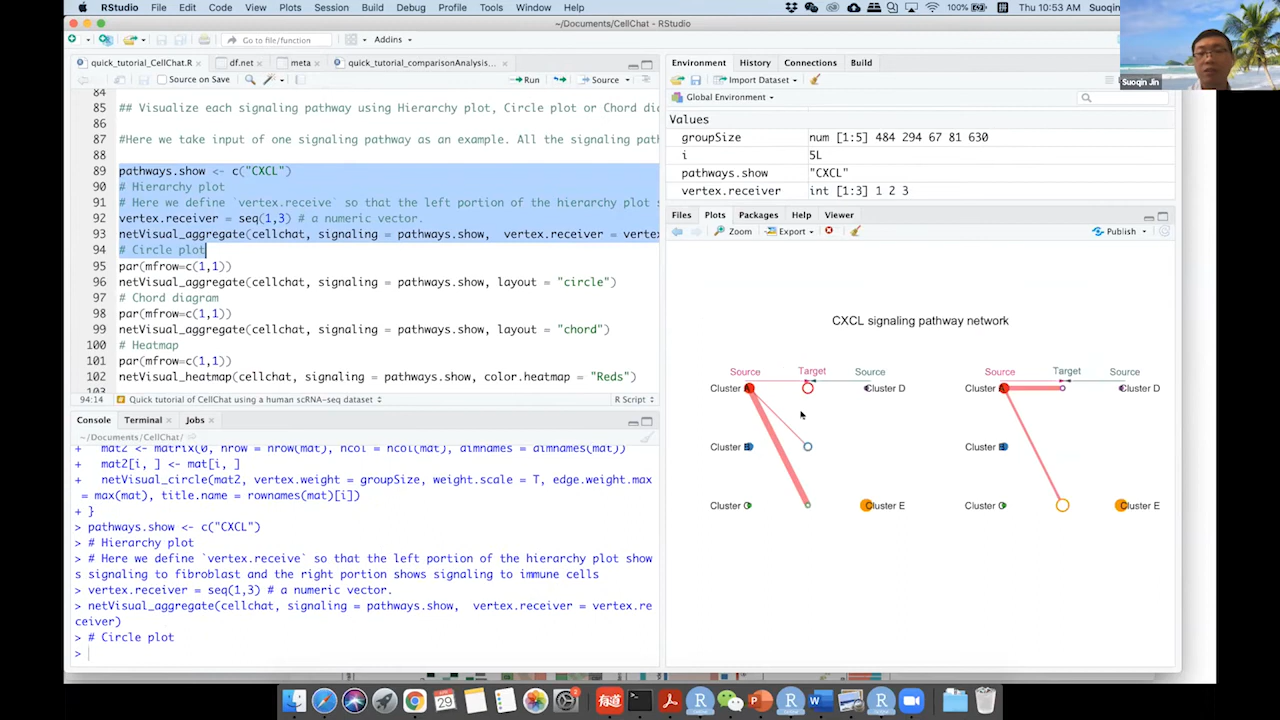 RStudio File Edit Code View Plots Session Build Debug Profile Tools Window Help 100% Thu 10:53 AM Suoqin
~/Documents/CellChat - RStudio
Go to file/function Addins
quick_tutorial_CellChat.R df.net meta quick_tutorial_comparisonAnalysis...
Source on Save Run Source
84
85 ## Visualize each signaling pathway using Hierarchy plot, Circle plot or Chord dia
86
87 #Here we take input of one signaling pathway as an example. All the signaling path
88
89 pathways.show <- c("CXCL")
90 # Hierarchy plot
91 # Here we define `vertex.receive` so that the left portion of the hierarchy plot s
92 vertex.receiver = seq(1,3) # a numeric vector.
93 netVisual_aggregate(cellchat, signaling = pathways.show,  vertex.receiver = verte
94 # Circle plot
95 par(mfrow=c(1,1))
96 netVisual_aggregate(cellchat, signaling = pathways.show, layout = "circle")
97 # Chord diagram
98 par(mfrow=c(1,1))
99 netVisual_aggregate(cellchat, signaling = pathways.show, layout = "chord")
100 # Heatmap
101 par(mfrow=c(1,1))
102 netVisual_heatmap(cellchat, signaling = pathways.show, color.heatmap = "Reds")
103
94:14 Quick tutorial of CellChat using a human scRNA-seq dataset R Script
Console Terminal Jobs
~/Documents/CellChat/
+   mat2 <- matrix(0, nrow = nrow(mat), ncol = ncol(mat), dimnames = dimnames(mat))
+   mat2[i, ] <- mat[i, ]
+   netVisual_circle(mat2, vertex.weight = groupSize, weight.scale = T, edge.weight.max
= max(mat), title.name = rownames(mat)[i])
+ }
> pathways.show <- c("CXCL")
> # Hierarchy plot
> # Here we define `vertex.receive` so that the left portion of the hierarchy plot show
s signaling to fibroblast and the right portion shows signaling to immune cells
> vertex.receiver = seq(1,3) # a numeric vector.
> netVisual_aggregate(cellchat, signaling = pathways.show,  vertex.receiver = vertex.re
ceiver)
> # Circle plot
>
Environment History Connections Build
Import Dataset
Global Environment
Values
groupSize num [1:5] 484 294 67 81 630
i 5L
pathways.show "CXCL"
vertex.receiver int [1:3] 1 2 3
Files Plots Packages Help Viewer
Zoom Export Publish
CXCL signaling pathway network
Source Target Source Source Target Source
Cluster A Cluster D Cluster A Cluster D
Cluster B Cluster B
Cluster C Cluster E Cluster C Cluster E
Suoqin Jin
29
有道